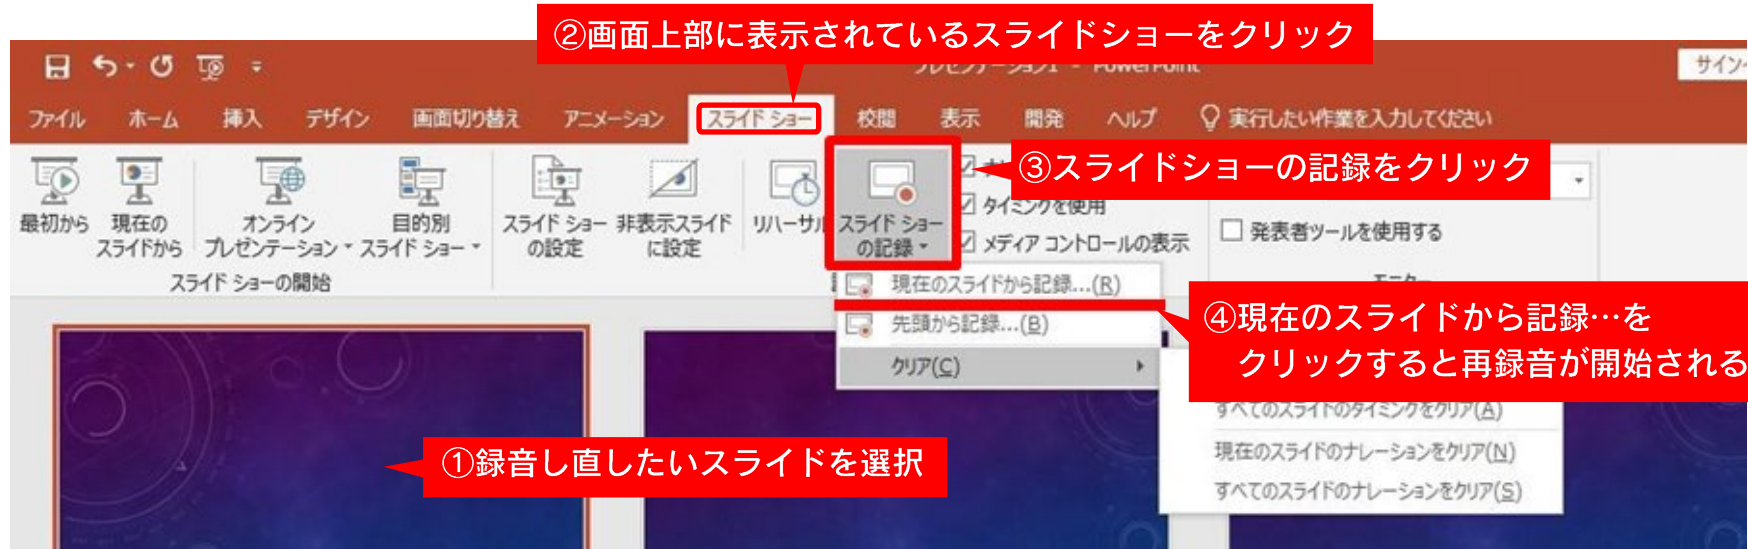 ②画面上部に表示されているスライドショーをクリック
サイン
ファイル ホーム 挿入 デザイン 画面切り替え アニメーション スライド ショー 校閲 表示 開発 ヘルプ 実行したい作業を入力してください
③スライドショーの記録をクリック
最初から
現在の
スライドから
オンライン
プレゼンテーション
目的別
スライド ショー
スライド ショー
の設定
非表示スライド
に設定
リハーサル
スライド ショー
の記録
タイミングを使用
メディア コントロールの表示
発表者ツールを使用する
スライド ショーの開始
現在のスライドから記録...(R)
先頭から記録...(B)
クリア(C)
④現在のスライドから記録…を
クリックすると再録音が開始される
すべてのスライドのタイミングをクリア(A)
現在のスライドのナレーションをクリア(N)
すべてのスライドのナレーションをクリア(S)
①録音し直したいスライドを選択